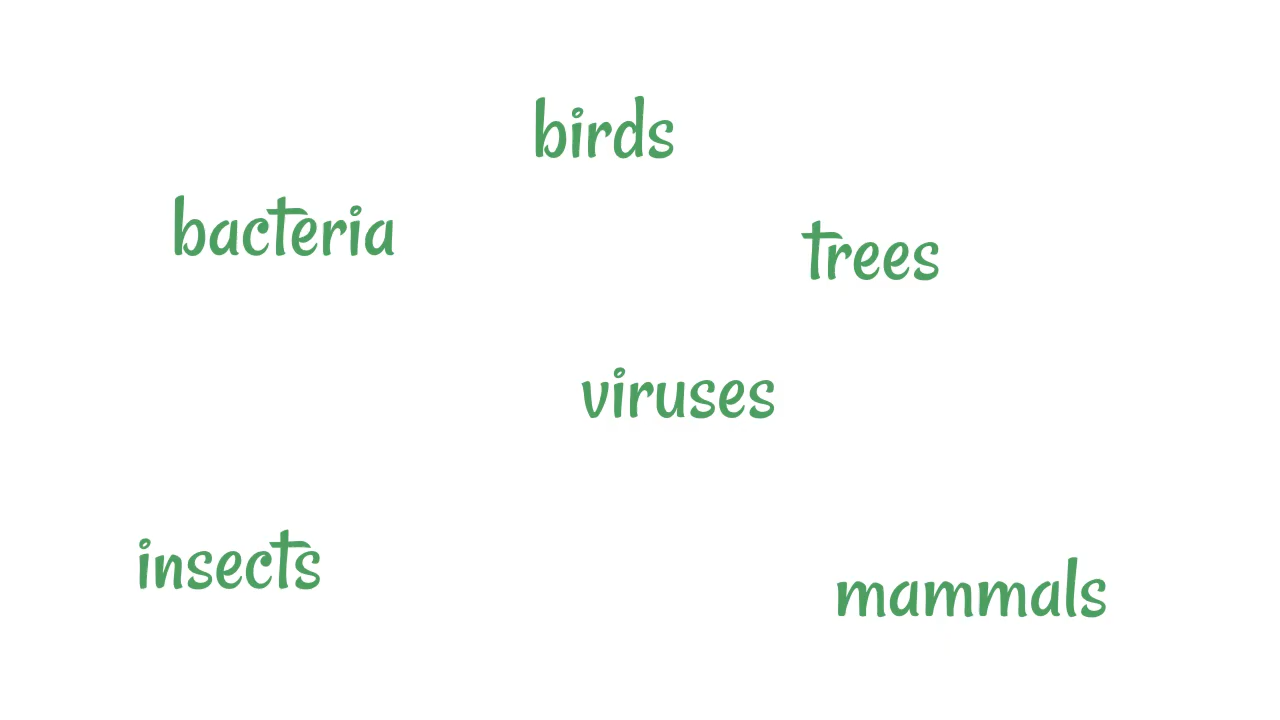 birds
bacteria
trees
viruses
insects
mammals